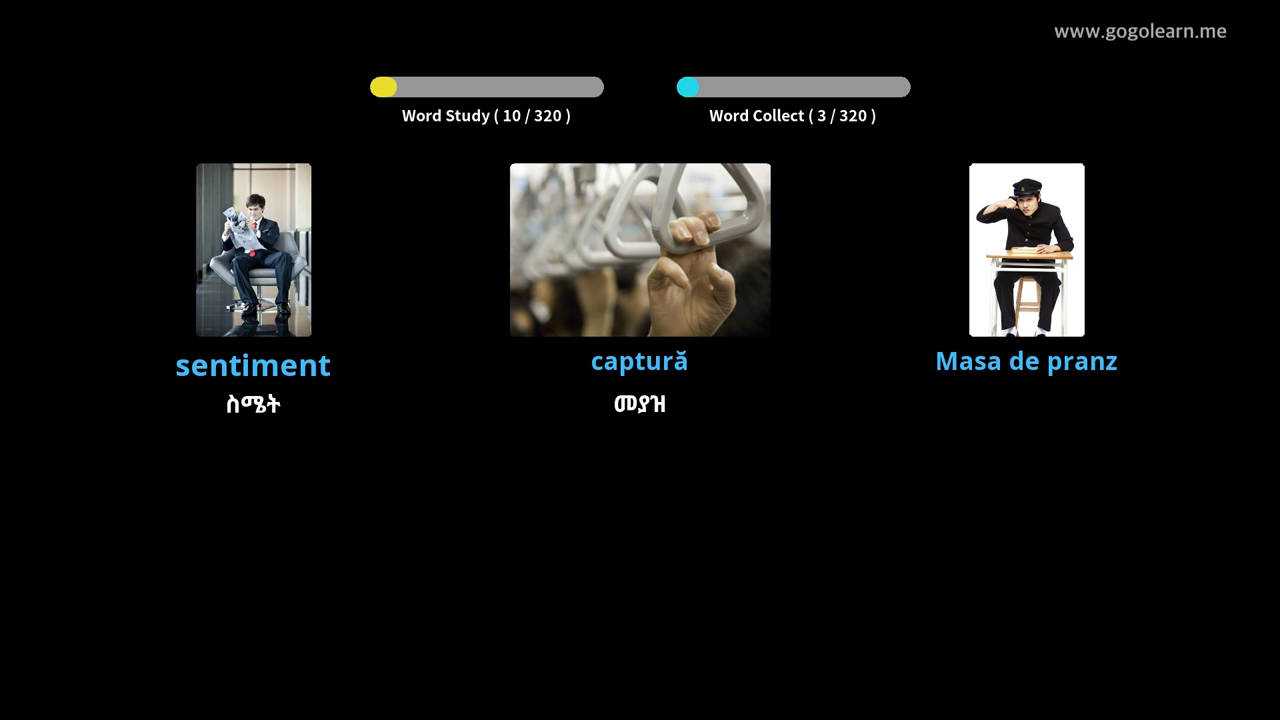 www.gogolearn.me
Word Study ( 10 / 320 )
Word Collect ( 3 / 320 )
sentiment
captură
Masa de pranz
ስሜት
መያዝ